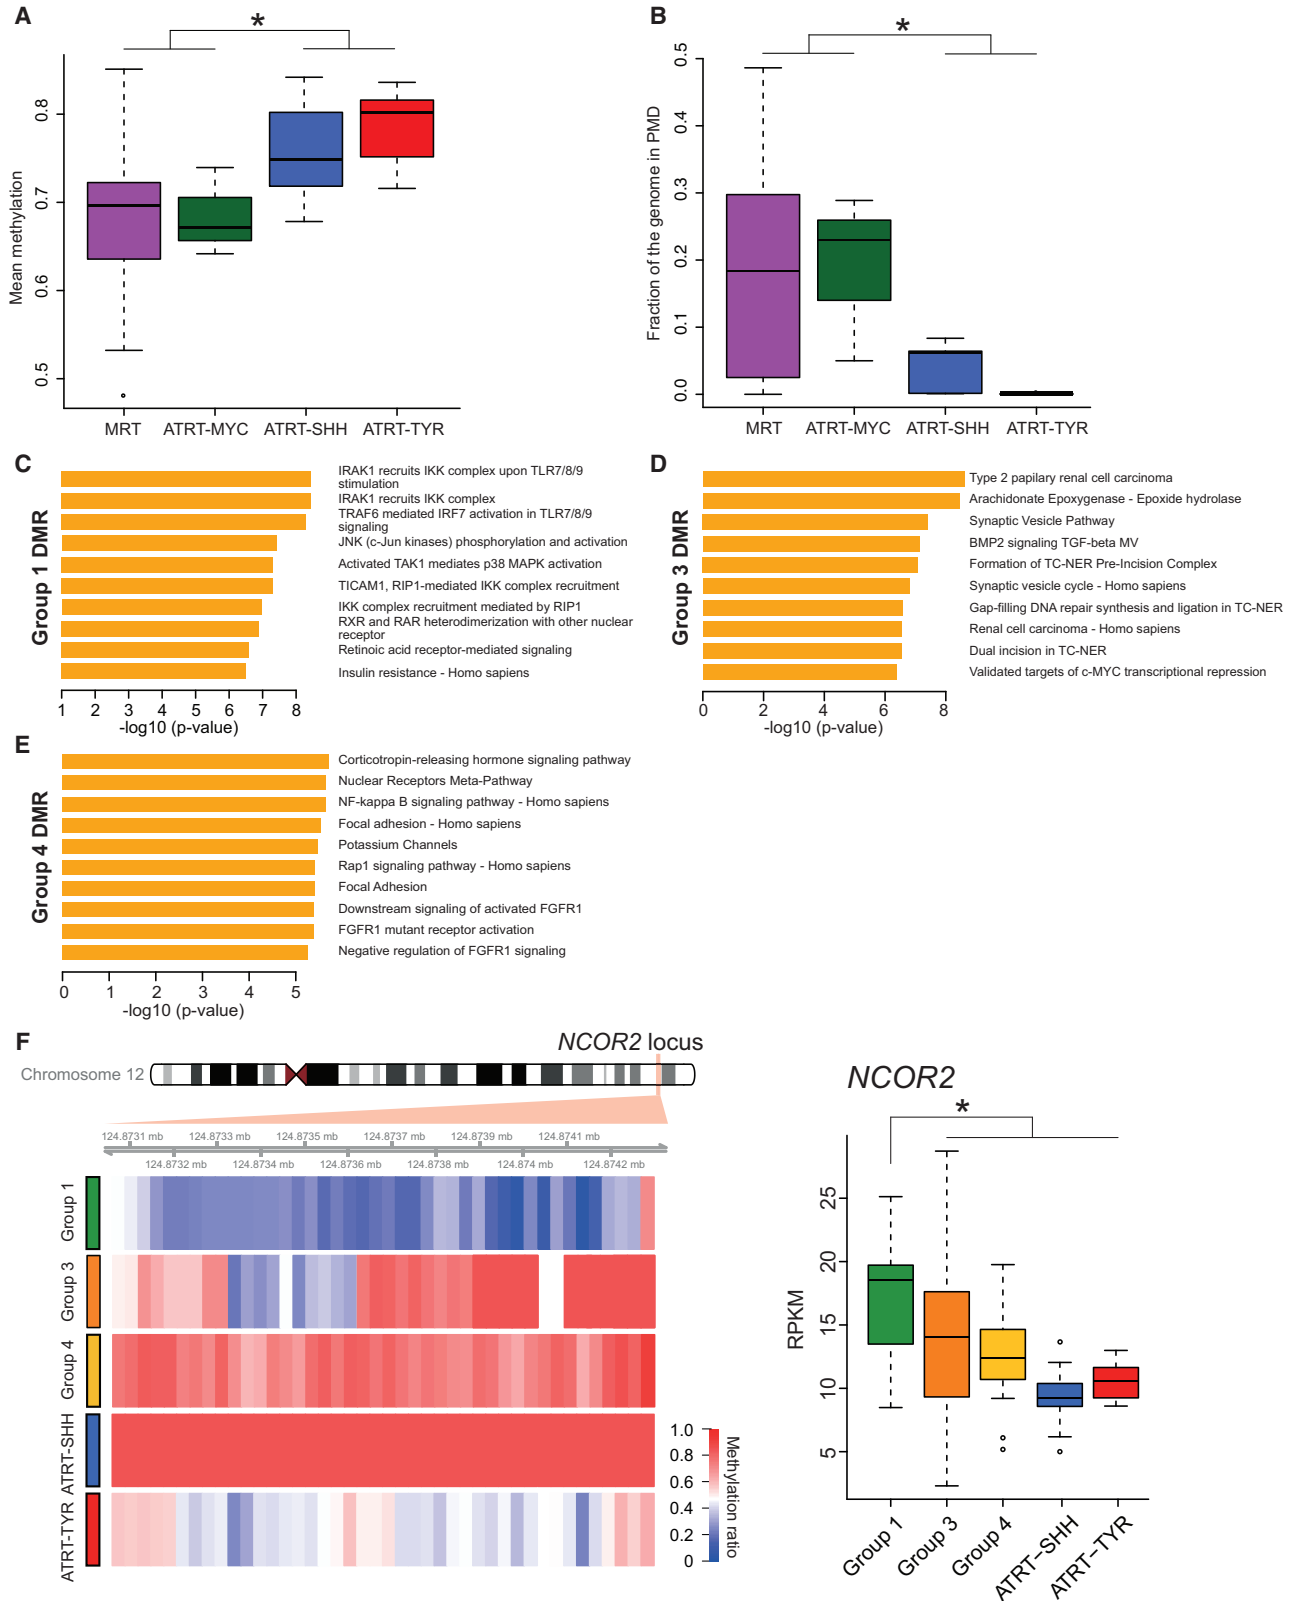 A
*
Mean methylation
0.8
0.7
0.6
0.5
MRT
ATRT-MYC
ATRT-SHH
ATRT-TYR
B
*
Fraction of the genome in PMD
0.5
0.4
0.3
0.2
0.1
0.0
MRT
ATRT-MYC
ATRT-SHH
ATRT-TYR
C
Group 1 DMR
IRAK1 recruits IKK complex upon TLR7/8/9
stimulation
IRAK1 recruits IKK complex
TRAF6 mediated IRF7 activation in TLR7/8/9
signaling
JNK (c-Jun kinases) phosphorylation and activation
Activated TAK1 mediates p38 MAPK activation
TICAM1, RIP1-mediated IKK complex recruitment
IKK complex recruitment mediated by RIP1
RXR and RAR heterodimerization with other nuclear
receptor
Retinoic acid receptor-mediated signaling
Insulin resistance - Homo sapiens
1 2 3 4 5 6 7 8
-log10 (p-value)
D
Group 3 DMR
Type 2 papilary renal cell carcinoma
Arachidonate Epoxygenase - Epoxide hydrolase
Synaptic Vesicle Pathway
BMP2 signaling TGF-beta MV
Formation of TC-NER Pre-Incision Complex
Synaptic vesicle cycle - Homo sapiens
Gap-filling DNA repair synthesis and ligation in TC-NER
Renal cell carcinoma - Homo sapiens
Dual incision in TC-NER
Validated targets of c-MYC transcriptional repression
0 2 4 6 8
-log10 (p-value)
E
Group 4 DMR
Corticotropin-releasing hormone signaling pathway
Nuclear Receptors Meta-Pathway
NF-kappa B signaling pathway - Homo sapiens
Focal adhesion - Homo sapiens
Potassium Channels
Rap1 signaling pathway - Homo sapiens
Focal Adhesion
Downstream signaling of activated FGFR1
FGFR1 mutant receptor activation
Negative regulation of FGFR1 signaling
0 1 2 3 4 5
-log10 (p-value)
F
NCOR2 locus
Chromosome 12
124.8731 mb 124.8733 mb 124.8735 mb 124.8737 mb 124.8739 mb 124.8741 mb
124.8732 mb 124.8734 mb 124.8736 mb 124.8738 mb 124.874 mb 124.8742 mb
Group 1
Group 3
Group 4
ATRT-SHH
ATRT-TYR
1.0
0.8
0.6
0.4
0.2
0
Methylation ratio
NCOR2
*
RPKM
25
20
15
10
5
Group 1
Group 3
Group 4
ATRT−SHH
ATRT−TYR